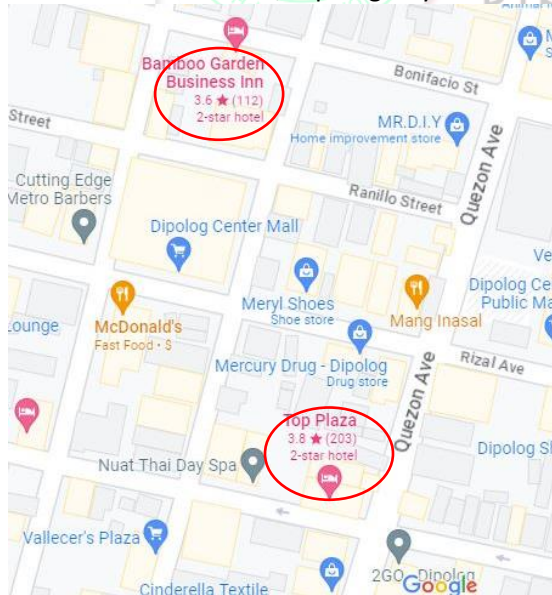 Bamboo Garden
Business Inn
3.6 ★ (112)
2-star hotel
Bonifacio St
Street
MR.D.I.Y
Home improvement store
Quezon Ave
Cutting Edge
Metro Barbers
Ranillo Street
Dipolog Center Mall
Ve
Dipolog Ce
Public Ma
Meryl Shoes
Shoe store
Mang Inasal
ounge
McDonald's
Fast Food · $
Mercury Drug - Dipolog
Drug store
Rizal Ave
Quezon Ave
Top Plaza
3.8 ★ (203)
2-star hotel
Nuat Thai Day Spa
Dipolog Sh
Vallecer's Plaza
2GO - Dipolog
Cinderella Textile
Google